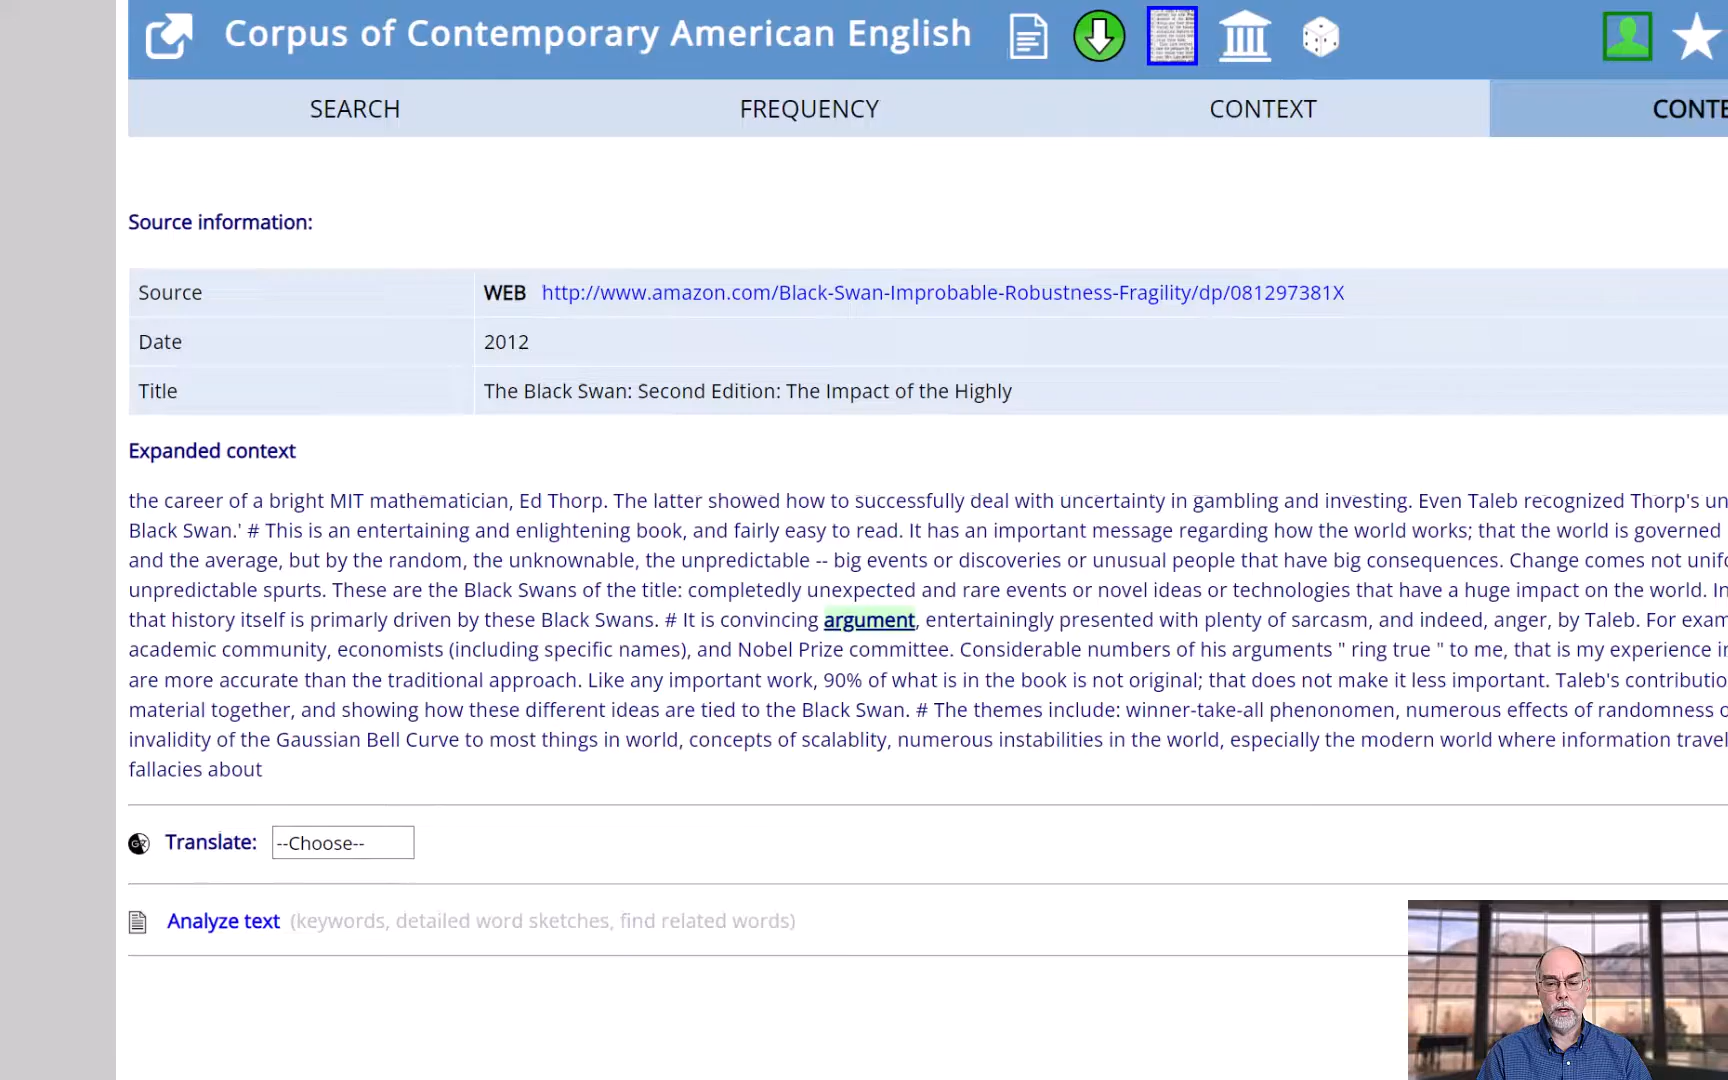 Corpus of Contemporary American English
SEARCH FREQUENCY CONTEXT CONTE
Source information:
Source WEB http://www.amazon.com/Black-Swan-Improbable-Robustness-Fragility/dp/081297381X
Date 2012
Title The Black Swan: Second Edition: The Impact of the Highly
Expanded context
the career of a bright MIT mathematician, Ed Thorp. The latter showed how to successfully deal with uncertainty in gambling and investing. Even Taleb recognized Thorp's un
Black Swan.' # This is an entertaining and enlightening book, and fairly easy to read. It has an important message regarding how the world works; that the world is governed
and the average, but by the random, the unknownable, the unpredictable -- big events or discoveries or unusual people that have big consequences. Change comes not unifo
unpredictable spurts. These are the Black Swans of the title: completedly unexpected and rare events or novel ideas or technologies that have a huge impact on the world. In
that history itself is primarly driven by these Black Swans. # It is convincing argument, entertainingly presented with plenty of sarcasm, and indeed, anger, by Taleb. For exam
academic community, economists (including specific names), and Nobel Prize committee. Considerable numbers of his arguments " ring true " to me, that is my experience in
are more accurate than the traditional approach. Like any important work, 90% of what is in the book is not original; that does not make it less important. Taleb's contributio
material together, and showing how these different ideas are tied to the Black Swan. # The themes include: winner-take-all phenonomen, numerous effects of randomness o
invalidity of the Gaussian Bell Curve to most things in world, concepts of scalablity, numerous instabilities in the world, especially the modern world where information travel
fallacies about
Translate: --Choose--
Analyze text (keywords, detailed word sketches, find related words)